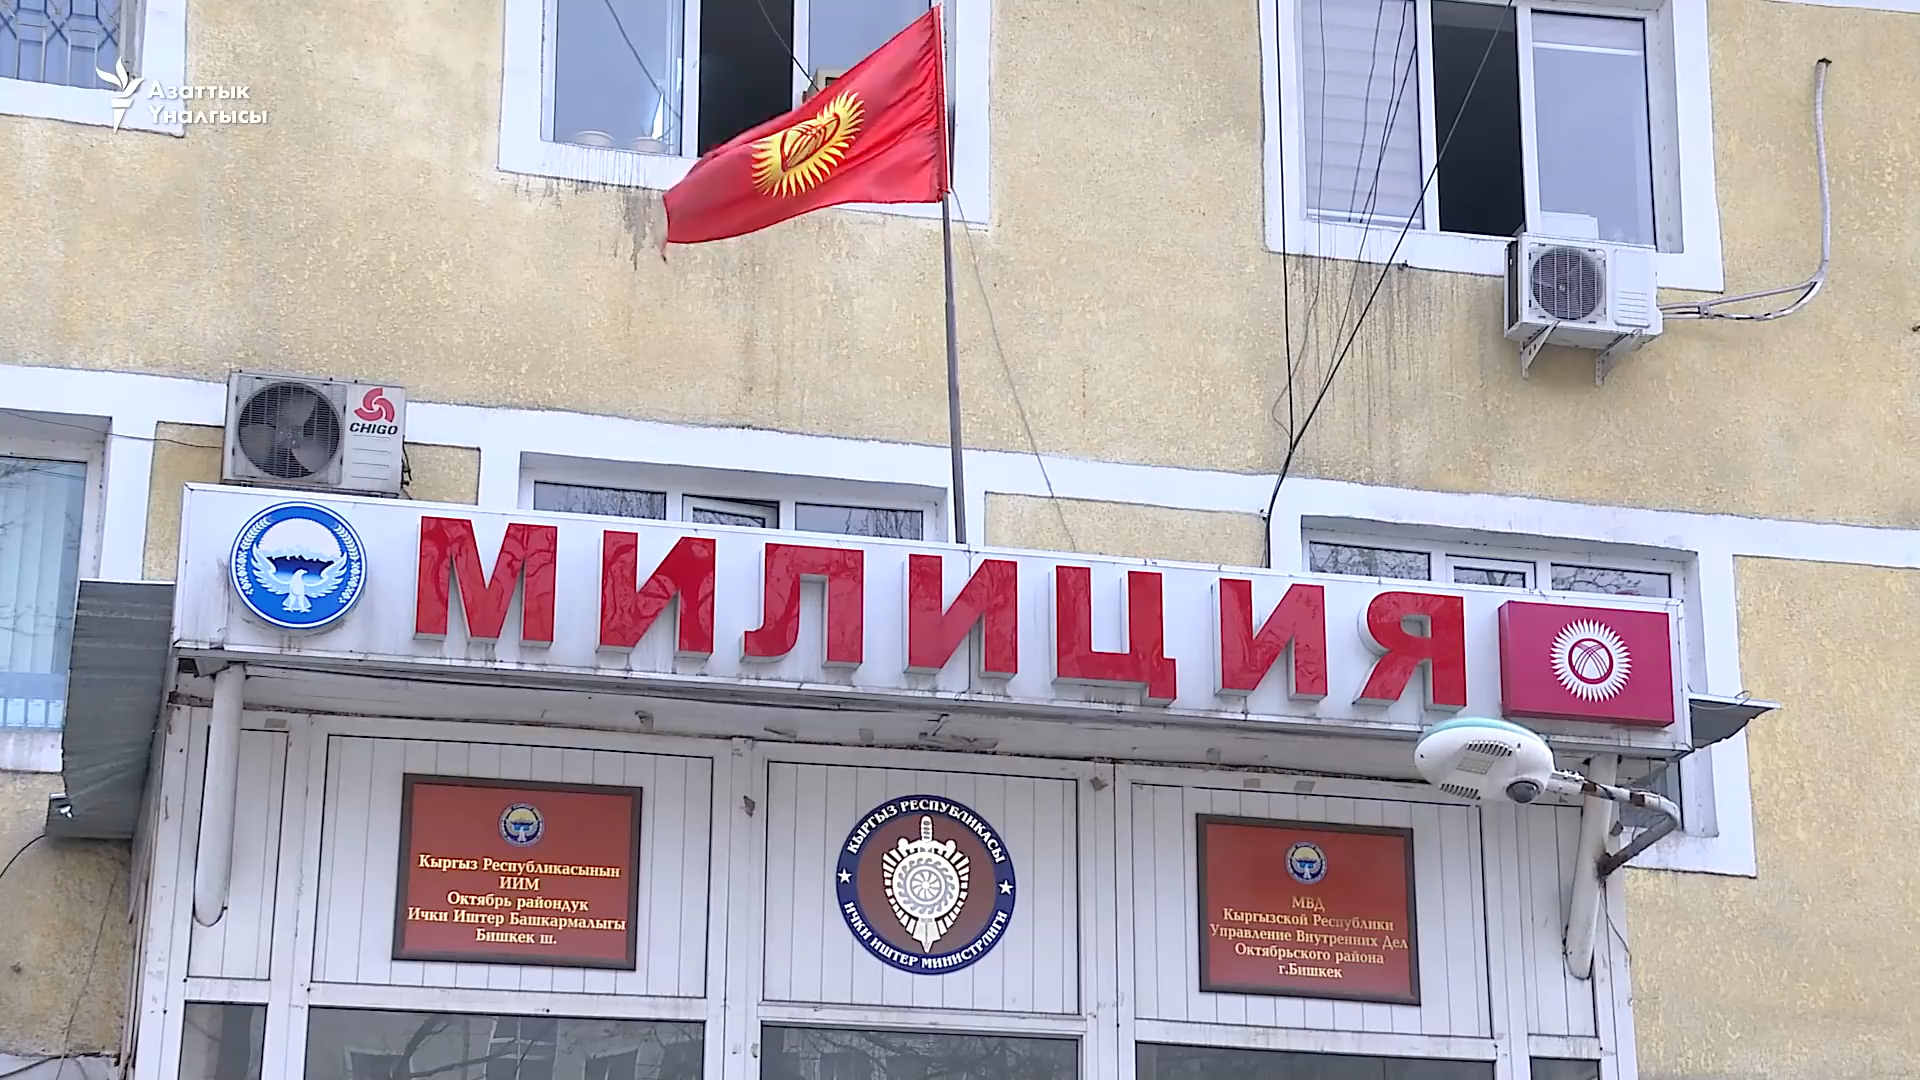 Азаттык
Үналгысы
CHIGO
МИЛИЦИЯ
Кыргыз Республикасынын
ИИМ
Октябрь райондук
Ички Иштер Башкармалыгы
Бишкек ш.
КЫРГЫЗ РЕСПУБЛИКАСЫ
ИЧКИ ИШТЕР МИНИСТРЛИГИ
МВД
Кыргызской Республики
Управление Внутренних Дел
Октябрьского района
г.Бишкек